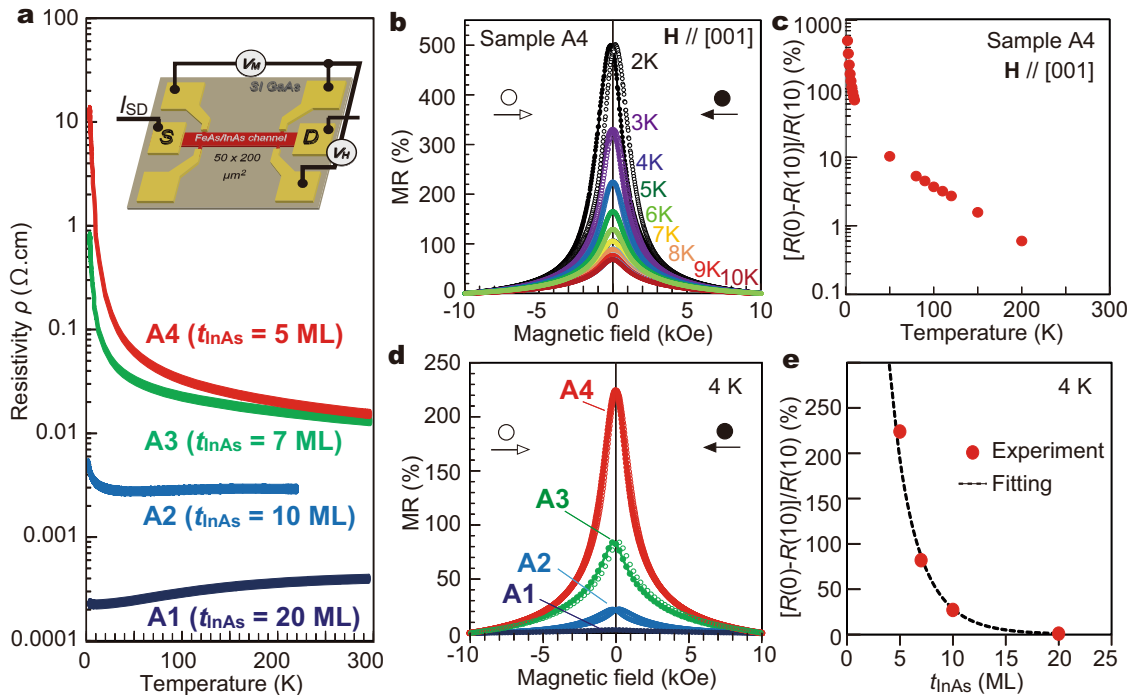 a
Resistivity ρ (Ω.cm)
10
1
0.1
0.01
0.001
0.0001
0
100
200
300
Temperature (K)
V_M
SI GaAs
I_SD
S
FeAs/InAs channel
D
V_H
50 x 200
μm²
A4 (t_InAs = 5 ML)
A3 (t_InAs = 7 ML)
A2 (t_InAs = 10 ML)
A1 (t_InAs = 20 ML)
b
MR (%)
500
400
300
200
100
0
Sample A4
H // [001]
2K
3K
4K
5K
6K
7K
8K
9K
10K
-10
-5
0
5
10
Magnetic field (kOe)
c
[R(0)-R(10)]/R(10) (%)
1000
100
10
1
0.1
Sample A4
H // [001]
0
100
200
300
Temperature (K)
d
MR (%)
250
200
150
100
50
0
4 K
A4
A3
A2
A1
-10
-5
0
5
10
Magnetic field (kOe)
e
[R(0)-R(10)]/R(10) (%)
250
200
150
100
50
0
4 K
Experiment
Fitting
0
5
10
15
20
25
t_InAs (ML)